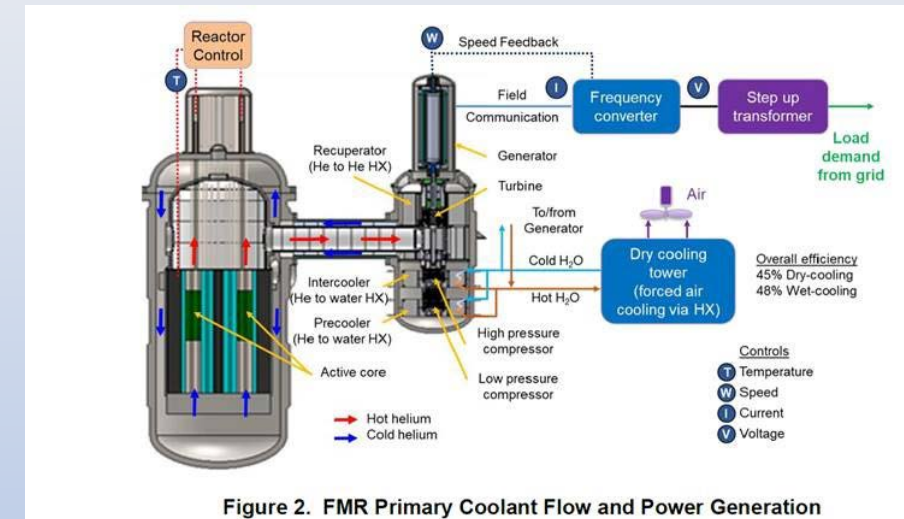 Reactor
Control
T
W
Speed Feedback
Field
Communication
I
Frequency
converter
V
Step up
transformer
Load
demand
from grid
Recuperator
(He to He HX)
Generator
Turbine
To/from
Generator
Air
Cold H₂O
Hot H₂O
Dry cooling
tower
(forced air
cooling via HX)
Overall efficiency
45% Dry-cooling
48% Wet-cooling
Intercooler
(He to water HX)
Precooler
(He to water HX)
Active core
High pressure
compressor
Low pressure
compressor
Hot helium
Cold helium
Controls
T Temperature
W Speed
I Current
V Voltage
Figure 2. FMR Primary Coolant Flow and Power Generation